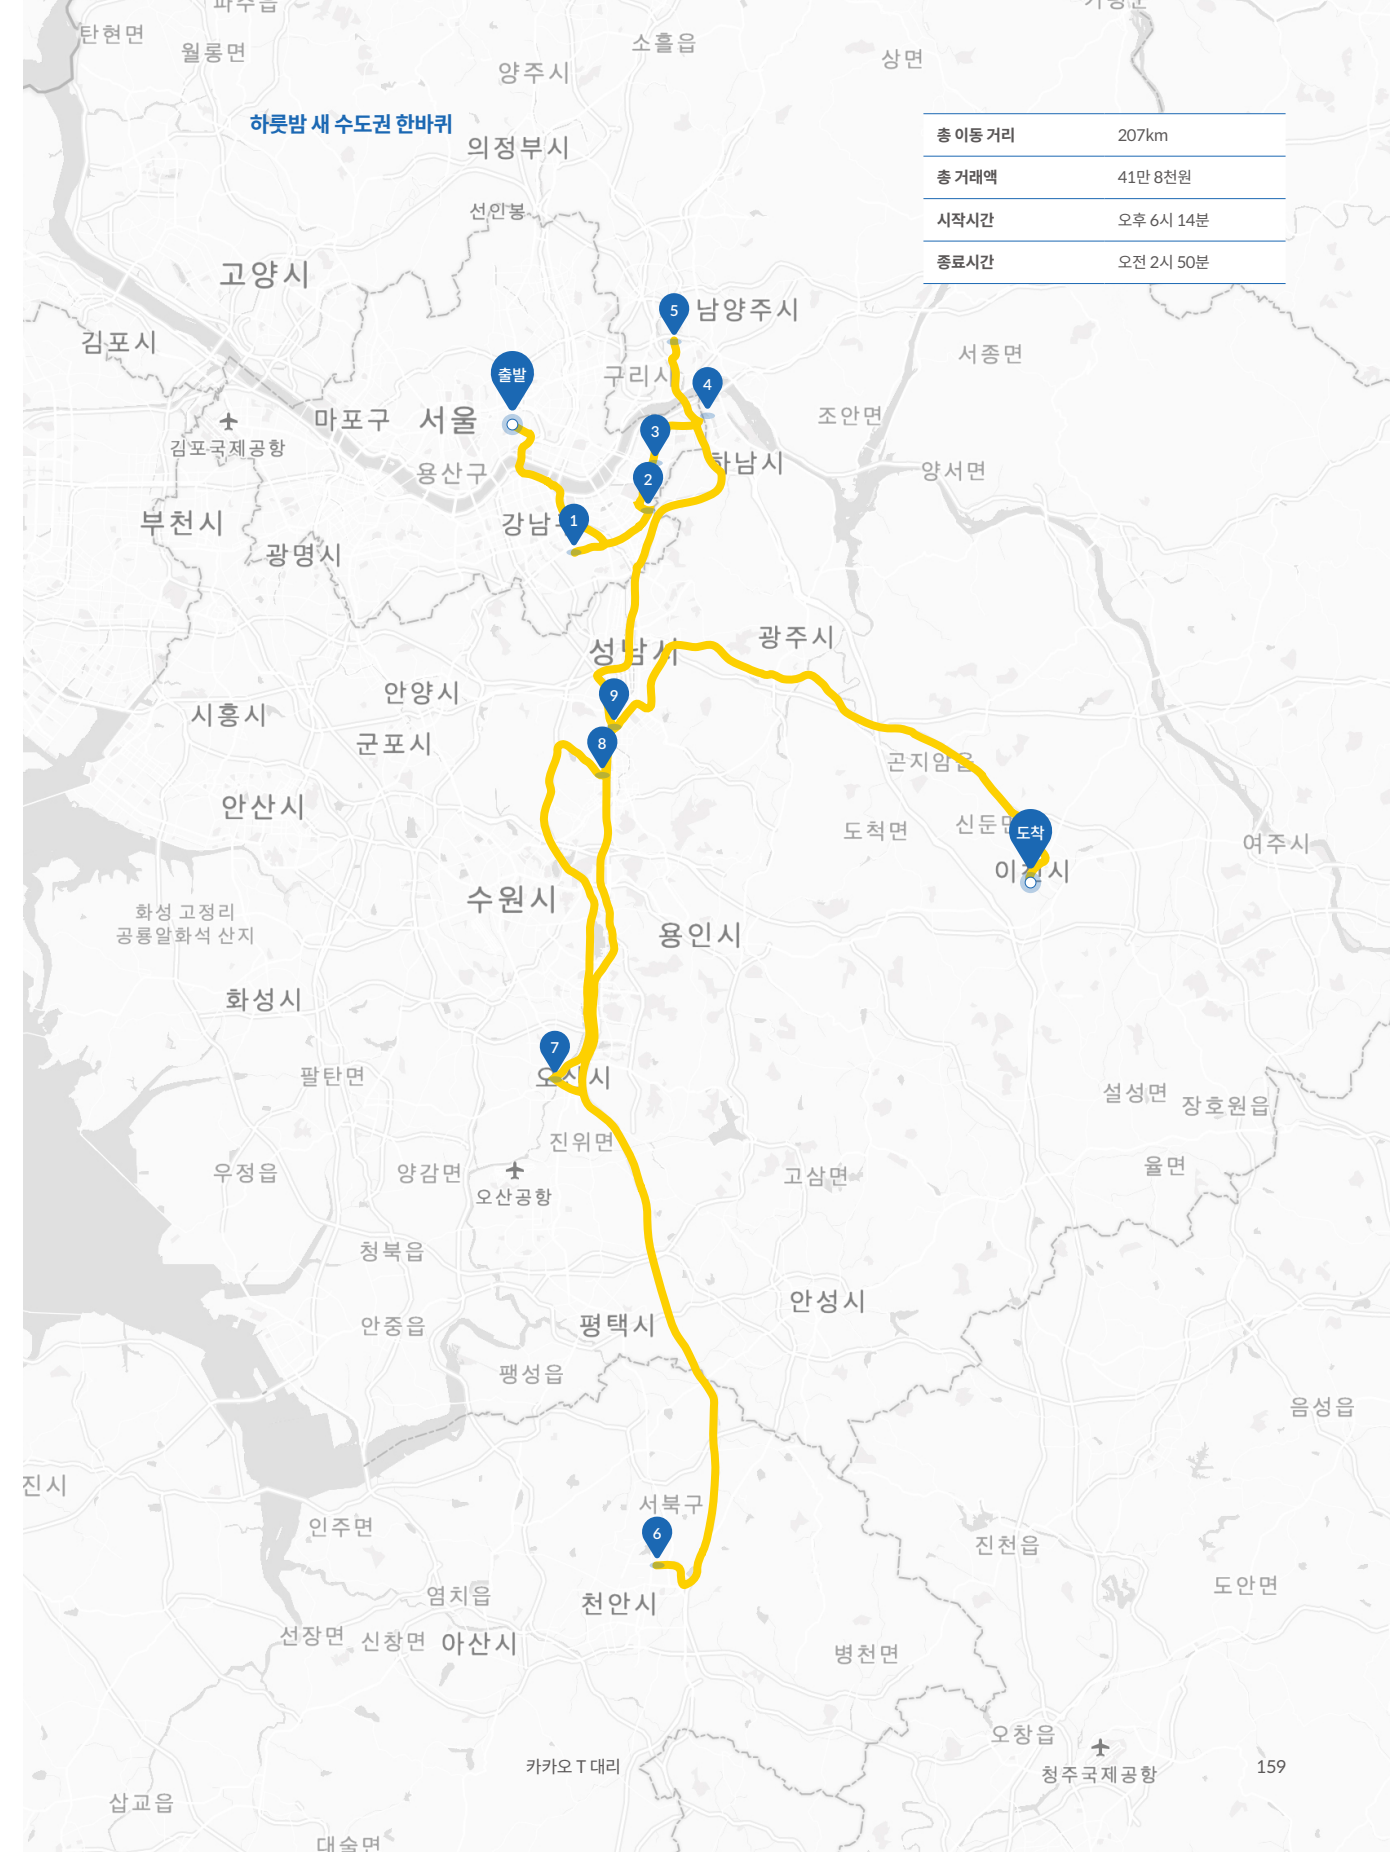 파주읍
탄현면
월롱면
소흘읍
상면
양주시
하룻밤 새 수도권 한바퀴
의정부시
총 이동 거리 207km
총 거래액 41만 8천원
시작시간 오후 6시 14분
종료시간 오전 2시 50분
선인봉
고양시
5
남양주시
김포시
서종면
출발
구리시
4
마포구
서울
조안면
3
김포국제공항
용산구
2
하남시
양서면
부천시
강남구
1
광명시
성남시
광주시
안양시
9
시흥시
군포시
8
곤지암읍
안산시
도척면
신둔면
도착
여주시
이천시
수원시
화성 고정리
공룡알화석 산지
용인시
화성시
7
오산시
팔탄면
설성면
장호원읍
진위면
우정읍
양감면
고삼면
율면
오산공항
청북읍
안성시
안중읍
평택시
팽성읍
음성읍
진시
서북구
인주면
6
진천읍
염치읍
천안시
도안면
선장면
신창면
아산시
병천면
오창읍
카카오 T 대리
청주국제공항
159
삽교읍
대술면